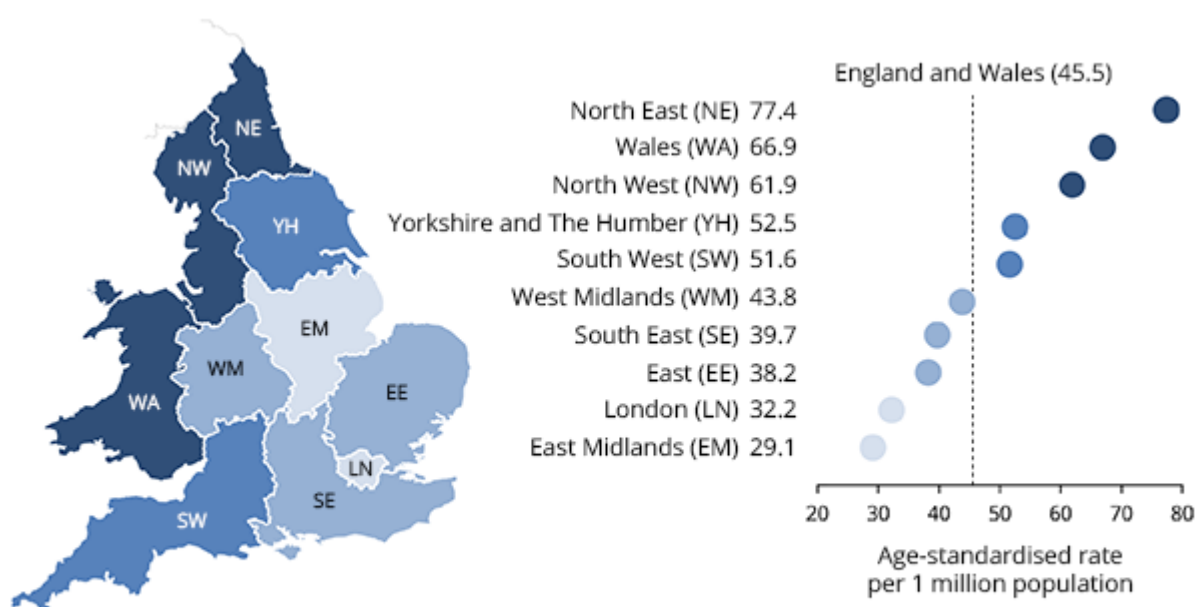 NE
NW
YH
EM
WM
EE
WA
LN
SE
SW
England and Wales (45.5)
North East (NE) 77.4
Wales (WA) 66.9
North West (NW) 61.9
Yorkshire and The Humber (YH) 52.5
South West (SW) 51.6
West Midlands (WM) 43.8
South East (SE) 39.7
East (EE) 38.2
London (LN) 32.2
East Midlands (EM) 29.1
20 30 40 50 60 70 80
Age-standardised rate
per 1 million population